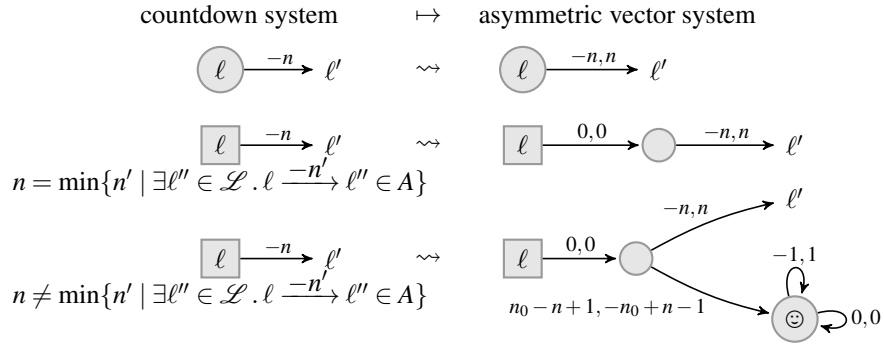 countdown system ↦ asymmetric vector system
ℓ −n ℓ′ ⇝ ℓ −n,n ℓ′
ℓ −n ℓ′ ⇝ ℓ 0,0 −n,n ℓ′
n = min{n′ | ∃ℓ′′ ∈ ℒ . ℓ −n′→ ℓ′′ ∈ A}
−n,n ℓ′
ℓ −n ℓ′ ⇝ ℓ 0,0 −1,1
n ≠ min{n′ | ∃ℓ′′ ∈ ℒ . ℓ −n′→ ℓ′′ ∈ A}
n₀ − n + 1, −n₀ + n − 1
☺ 0,0